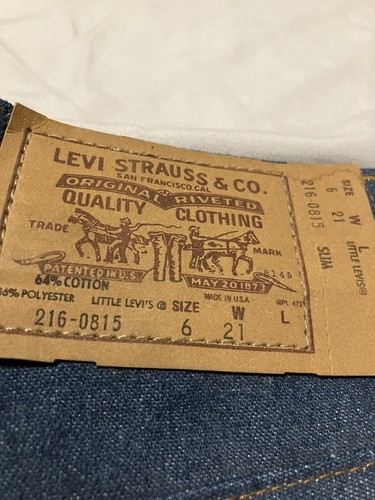 LEVI STRAUSS & CO.
SAN FRANCISCO, CAL.
ORIGINAL RIVETED
QUALITY CLOTHING
TRADE MARK
PATENTED IN U.S. MAY 20 1873
64% COTTON
36% POLYESTER LITTLE LEVI'S® SIZE W L
MADE IN U.S.A.
216-0815 6 21
SIZE W L
6 21 LITTLE LEVIS®
216 0815 SLIM